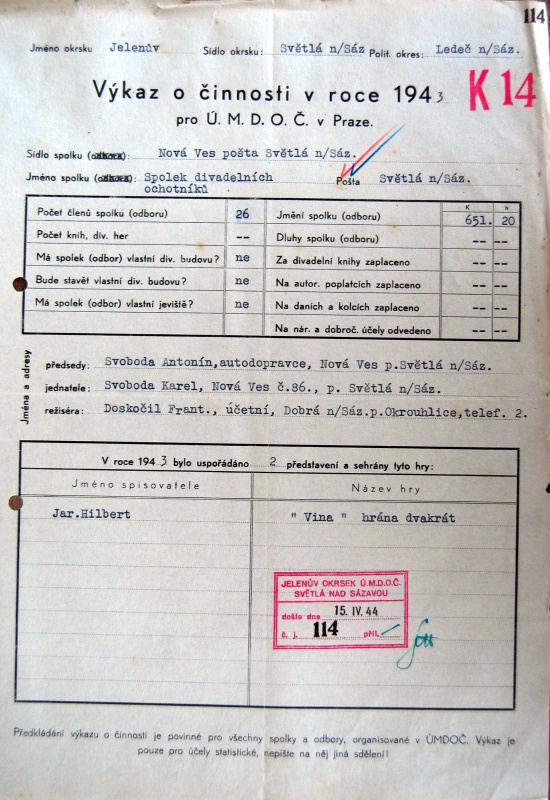 114
Jméno okrsku Jelenův Sídlo okrsku: Světlá n/Sáz Polit. okres: Ledeč n/Sáz.
Výkaz o činnosti v roce 1943
K 14
pro Ú. M. D. O. Č. v Praze.
Sídlo spolku (odboru): Nová Ves pošta Světlá n/Sáz.
Jméno spolku (odboru): Spolek divadelních Pošta Světlá n/Sáz.
ochotníků
Počet členů spolku (odboru) 26
Počet knih, div. her --
Má spolek (odbor) vlastní div. budovu? ne
Bude stavět vlastní div. budovu? ne
Má spolek (odbor) vlastní jeviště? ne
K h
Jmění spolku (odboru) 651. 20
Dluhy spolku (odboru) -- --
Za divadelní knihy zaplaceno -- --
Na autor. poplatcích zaplaceno -- --
Na daních a kolcích zaplaceno -- --
Na nár. a dobroč. účely odvedeno -- --
Jména a adresy
předsedy: Svoboda Antonín,autodopravce, Nová Ves p.Světlá n/Sáz.
jednatele: Svoboda Karel, Nová Ves č.86., p. Světlá n/Sáz.
režiséra: Doskočil Frant., účetní, Dobrá n/Sáz.p.Okrouhlice,telef. 2.
V roce 1943 bylo uspořádáno 2 představení a sehrány tyto hry:
Jméno spisovatele Název hry
Jar.Hilbert " Vina " hrána dvakrát
JELENŮV OKRSEK Ú.M.D.O.Č.
SVĚTLÁ NAD SÁZAVOU
došlo dne 15. IV. 44
č. j. 114 příl.
Předkládání výkazu o činnosti je povinné pro všechny spolky a odbory, organisované v ÚMDOČ. Výkaz je
pouze pro účely statistické, nepište na něj jiná sdělení!